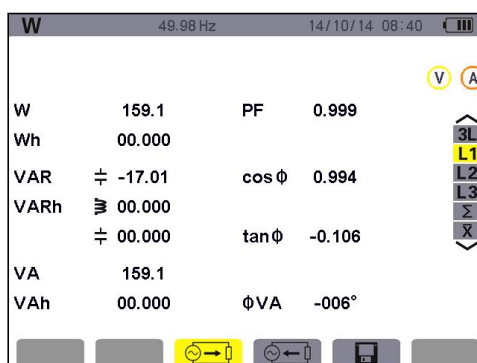 W 49.98 Hz 14/10/14 08:40
V A
W 159.1 PF 0.999
Wh 00.000
VAR -17.01 cos Φ 0.994
VARh 00.000
00.000 tan Φ -0.106
VA 159.1
VAh 00.000 ΦVA -006°
3L
L1
L2
L3
Σ
X̅